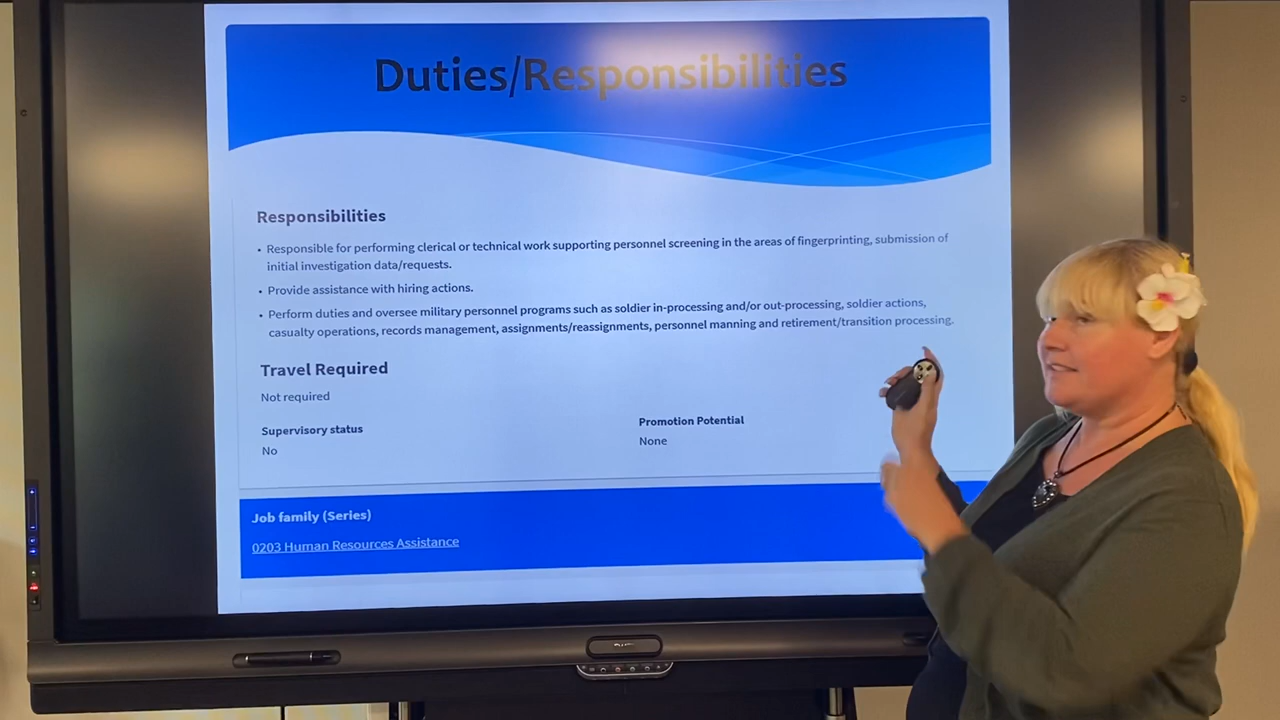 Duties/Responsibilities
Responsibilities
• Responsible for performing clerical or technical work supporting personnel screening in the areas of fingerprinting, submission of
initial investigation data/requests.
• Provide assistance with hiring actions.
• Perform duties and oversee military personnel programs such as soldier in-processing and/or out-processing, soldier actions,
casualty operations, records management, assignments/reassignments, personnel manning and retirement/transition processing.
Travel Required
Not required
Supervisory status
No
Promotion Potential
None
Job family (Series)
0203 Human Resources Assistance